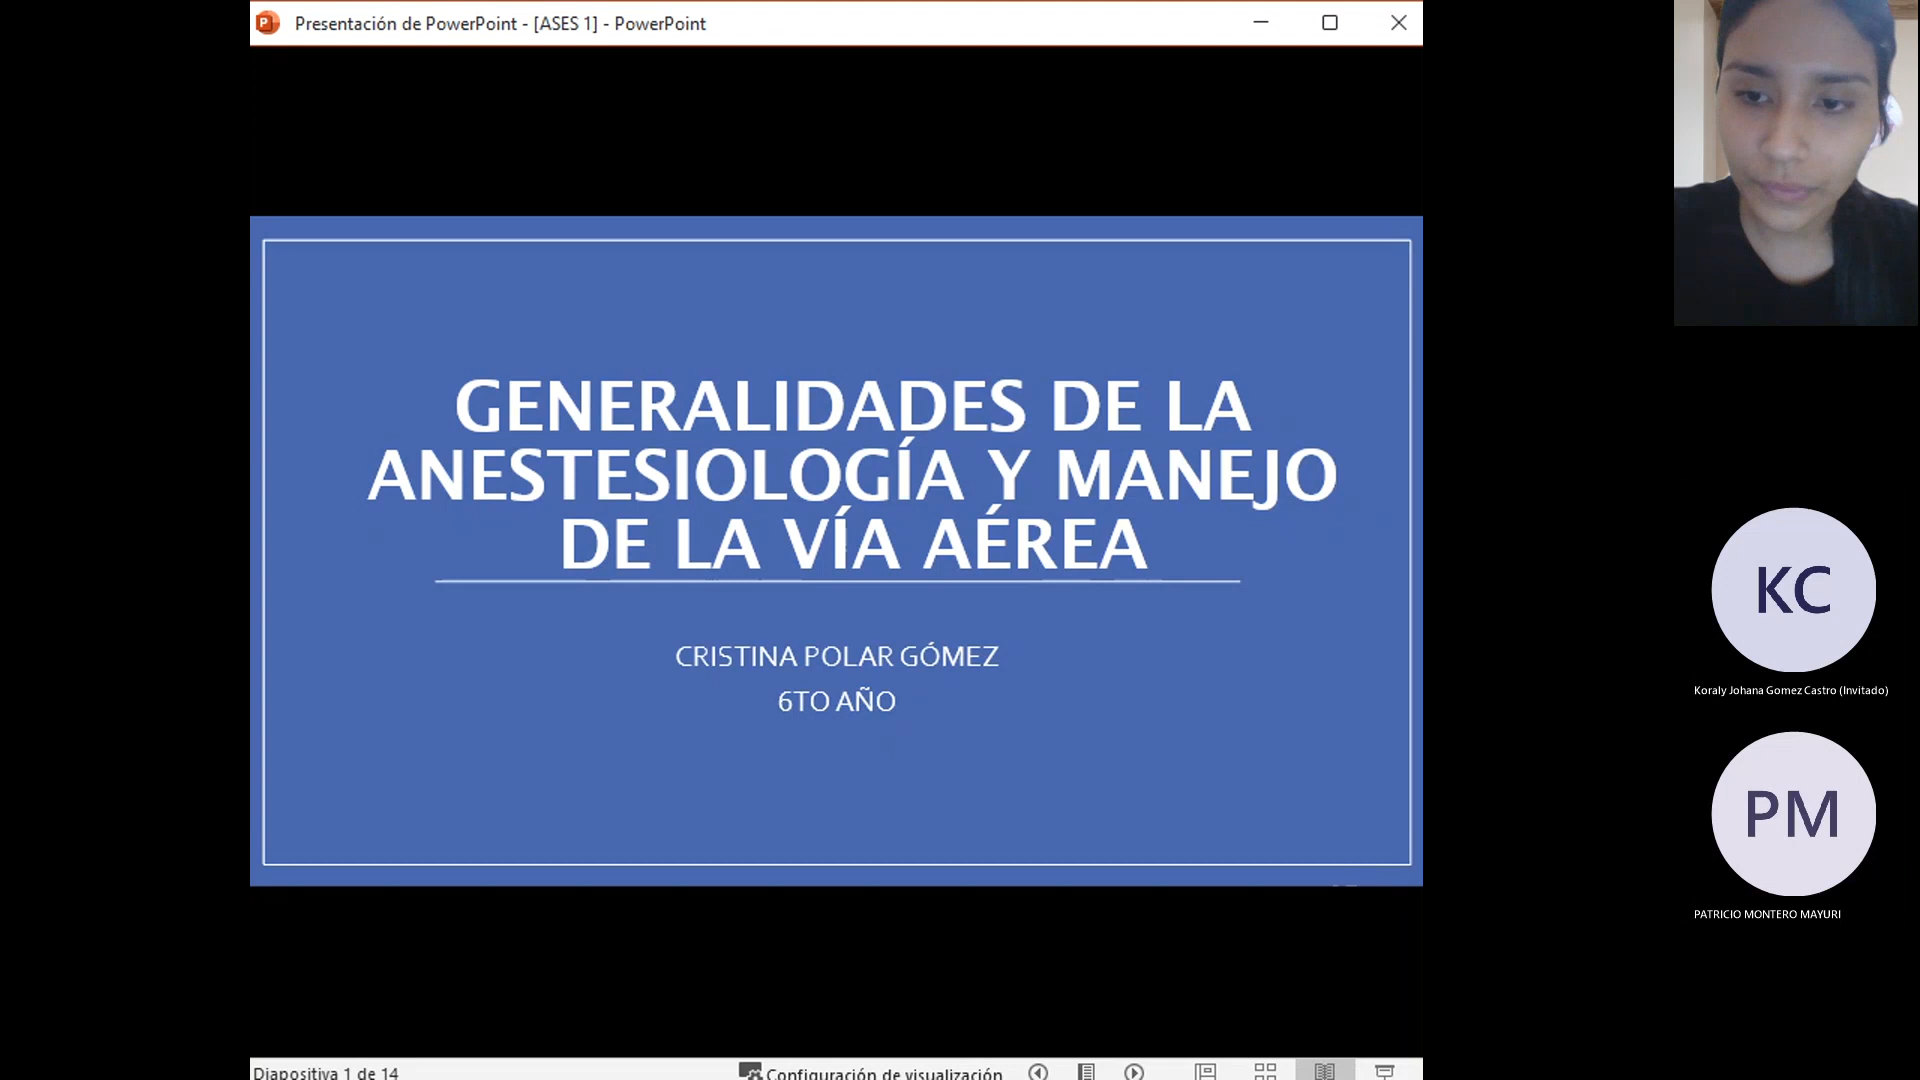 Presentación de PowerPoint - [ASES 1] - PowerPoint
GENERALIDADES DE LA
ANESTESIOLOGÍA Y MANEJO
DE LA VÍA AÉREA
CRISTINA POLAR GÓMEZ
6TO AÑO
KC
Koraly Johana Gomez Castro (Invitado)
PM
PATRICIO MONTERO MAYURI
Diapositiva 1 de 14
Configuración de visualización